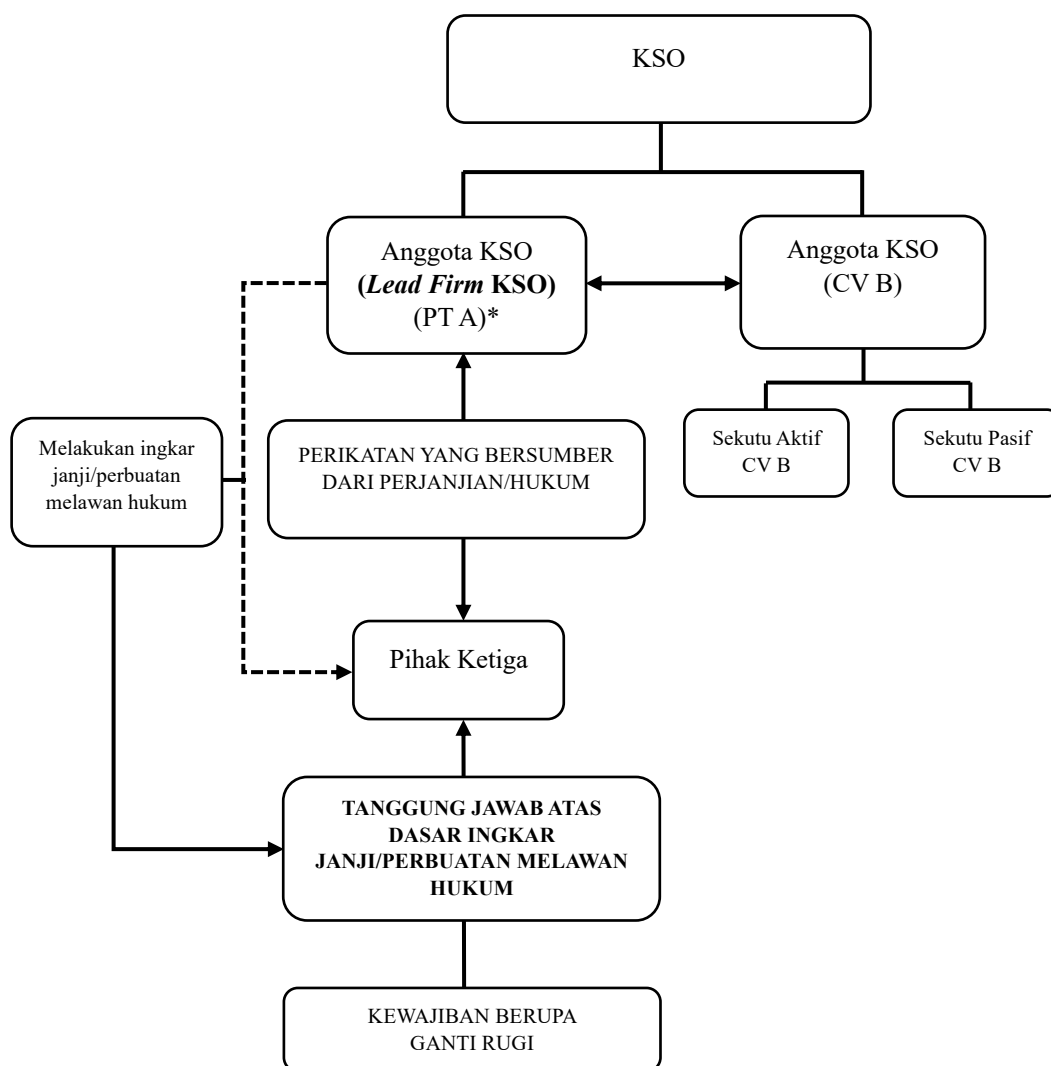 KSO
Anggota KSO
(Lead Firm KSO)
(PT A)*
Anggota KSO
(CV B)
Sekutu Aktif
CV B
Sekutu Pasif
CV B
Melakukan ingkar
janji/perbuatan
melawan hukum
PERIKATAN YANG BERSUMBER
DARI PERJANJIAN/HUKUM
Pihak Ketiga
TANGGUNG JAWAB ATAS
DASAR INGKAR
JANJI/PERBUATAN MELAWAN
HUKUM
KEWAJIBAN BERUPA
GANTI RUGI